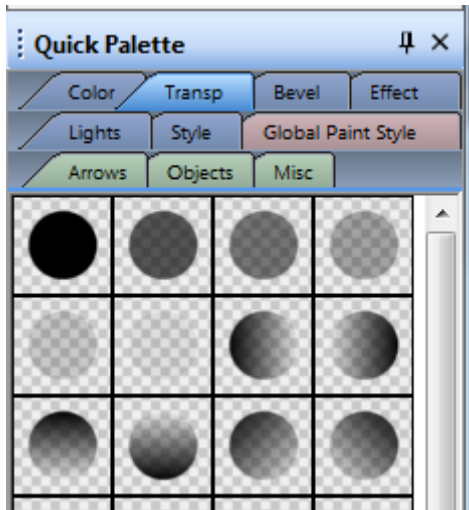 Quick Palette
Color Transp Bevel Effect
Lights Style Global Paint Style
Arrows Objects Misc